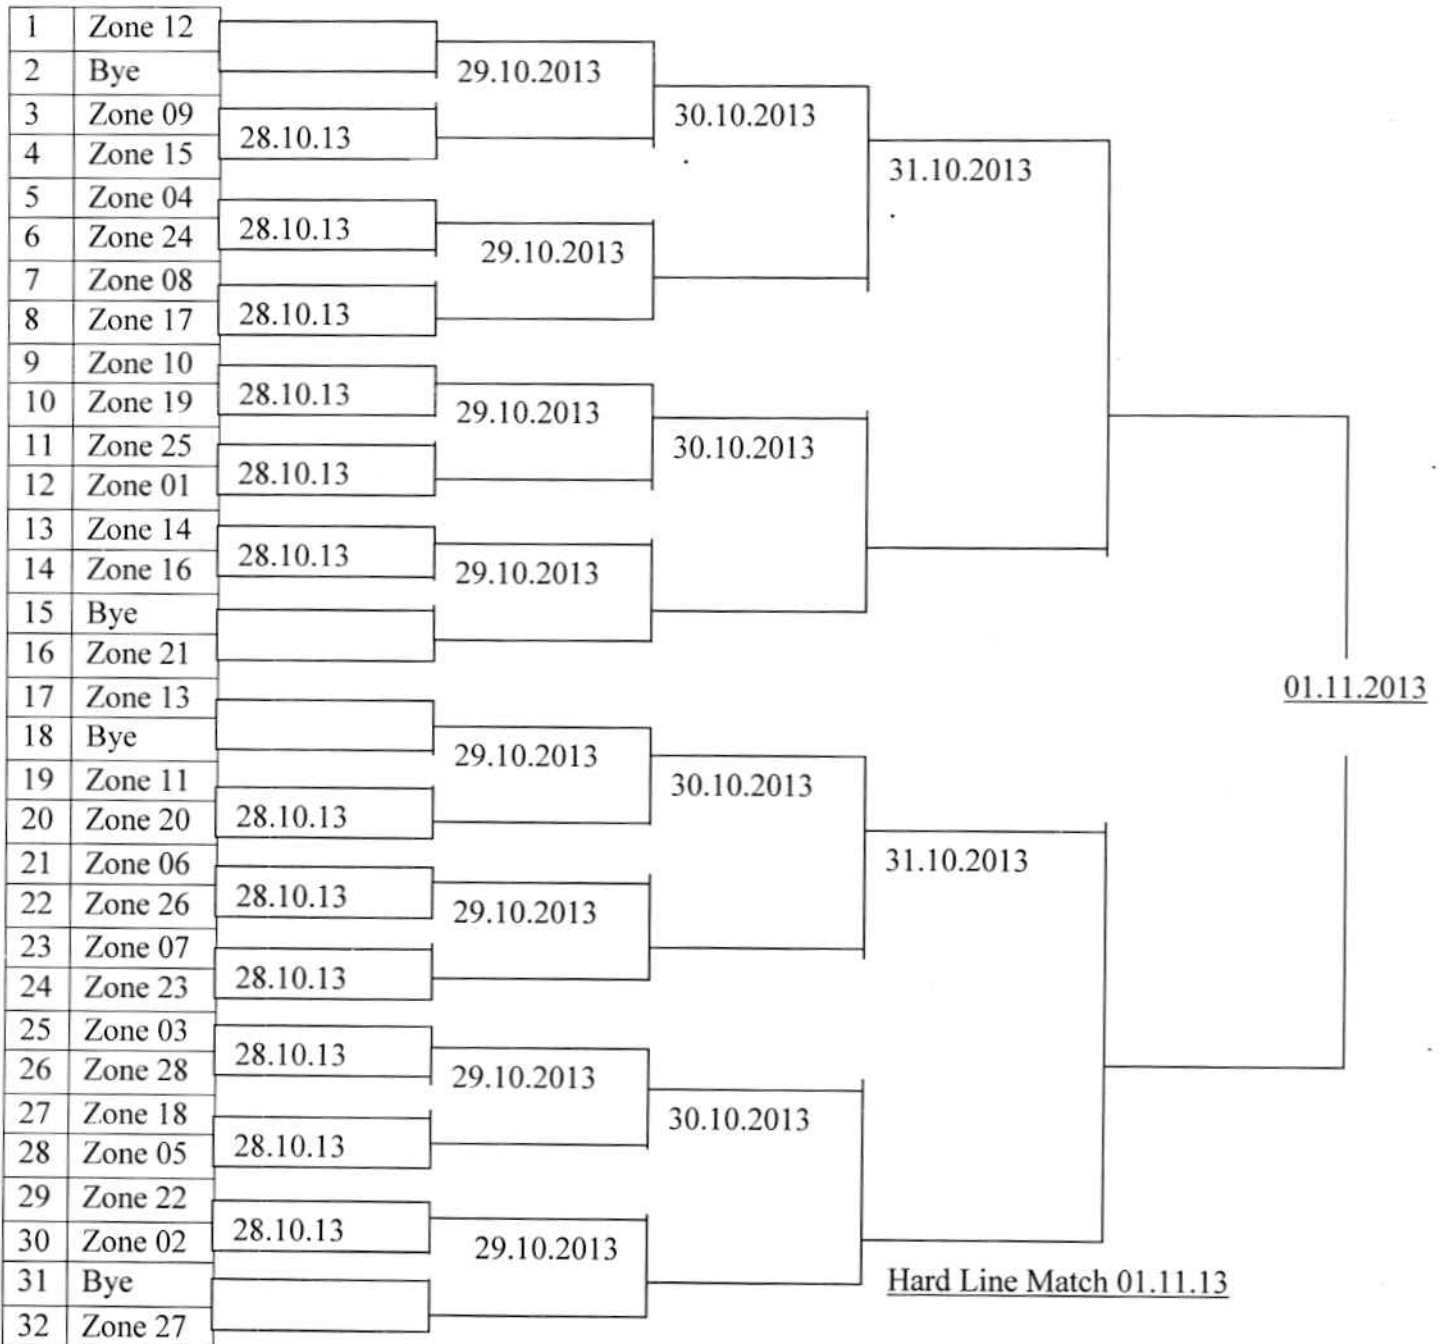 1 Zone 12
2 Bye
29.10.2013
3 Zone 09
30.10.2013
4 Zone 15
28.10.13
31.10.2013
5 Zone 04
6 Zone 24
28.10.13
29.10.2013
7 Zone 08
8 Zone 17
28.10.13
9 Zone 10
10 Zone 19
28.10.13
29.10.2013
11 Zone 25
30.10.2013
12 Zone 01
28.10.13
13 Zone 14
14 Zone 16
28.10.13
29.10.2013
15 Bye
16 Zone 21
17 Zone 13
01.11.2013
18 Bye
29.10.2013
19 Zone 11
30.10.2013
20 Zone 20
28.10.13
21 Zone 06
31.10.2013
22 Zone 26
28.10.13
29.10.2013
23 Zone 07
24 Zone 23
28.10.13
25 Zone 03
26 Zone 28
28.10.13
29.10.2013
27 Zone 18
30.10.2013
28 Zone 05
28.10.13
29 Zone 22
30 Zone 02
28.10.13
29.10.2013
31 Bye
Hard Line Match 01.11.13
32 Zone 27